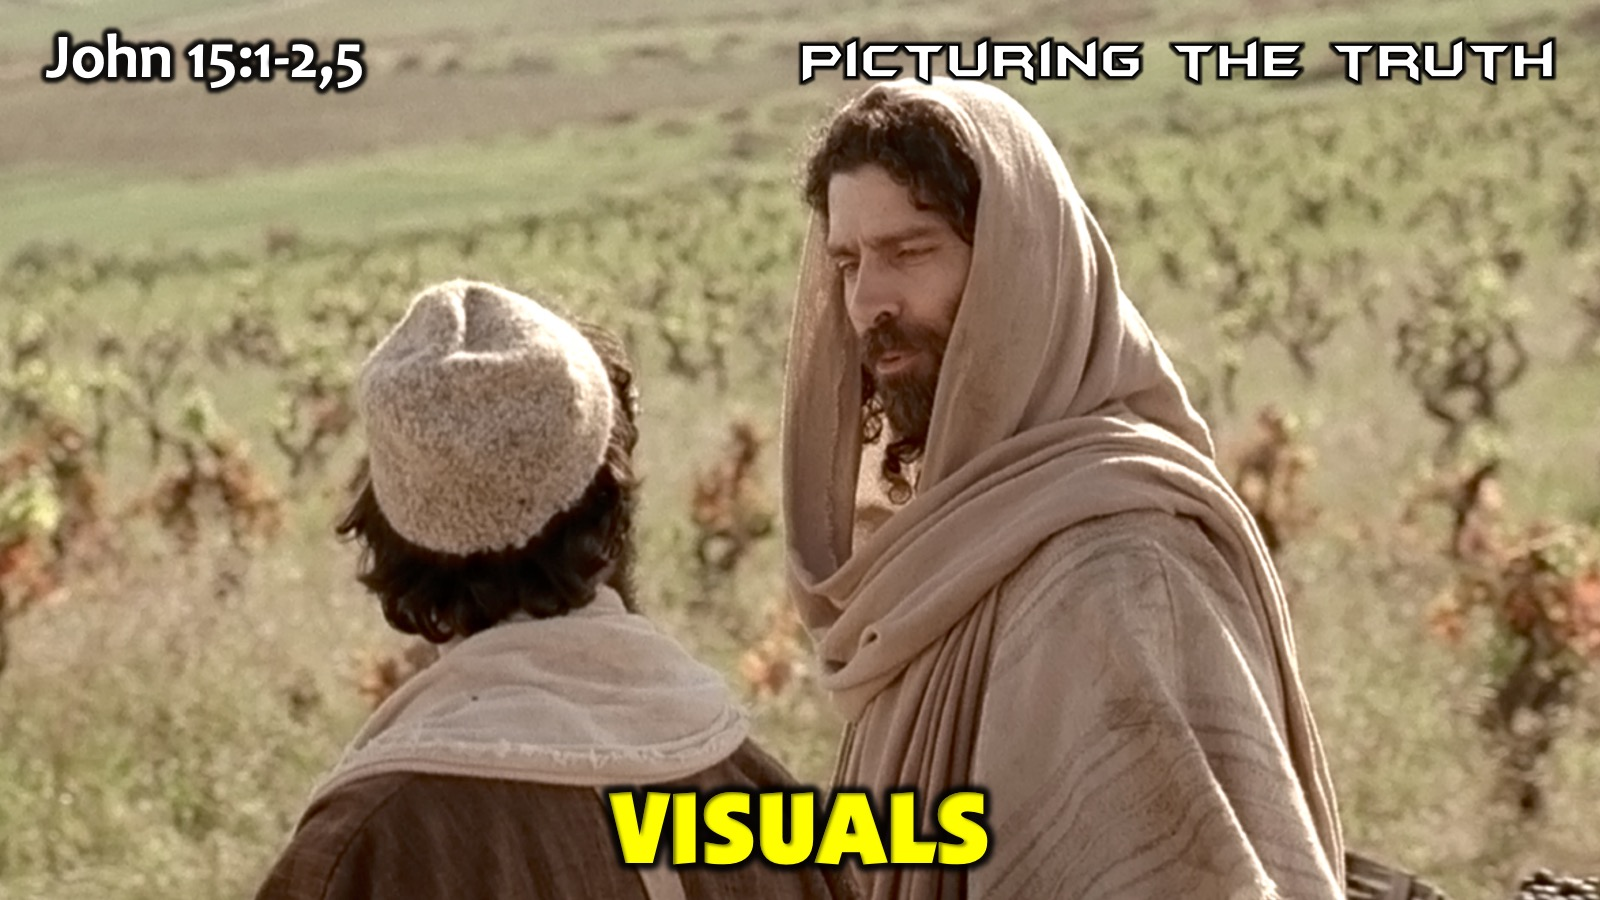 John 15:1-2,5
PICTURING THE TRUTH
VISUALS